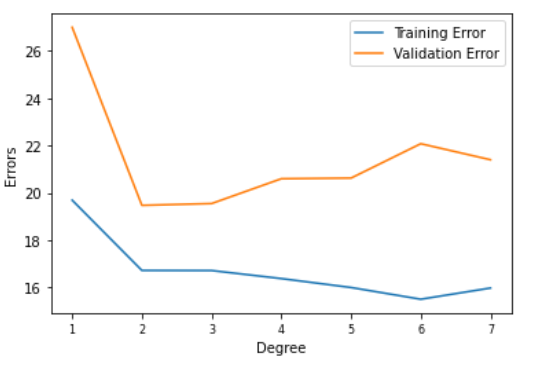 Training Error
Validation Error
26
24
22
20
18
16
Errors
1 2 3 4 5 6 7
Degree